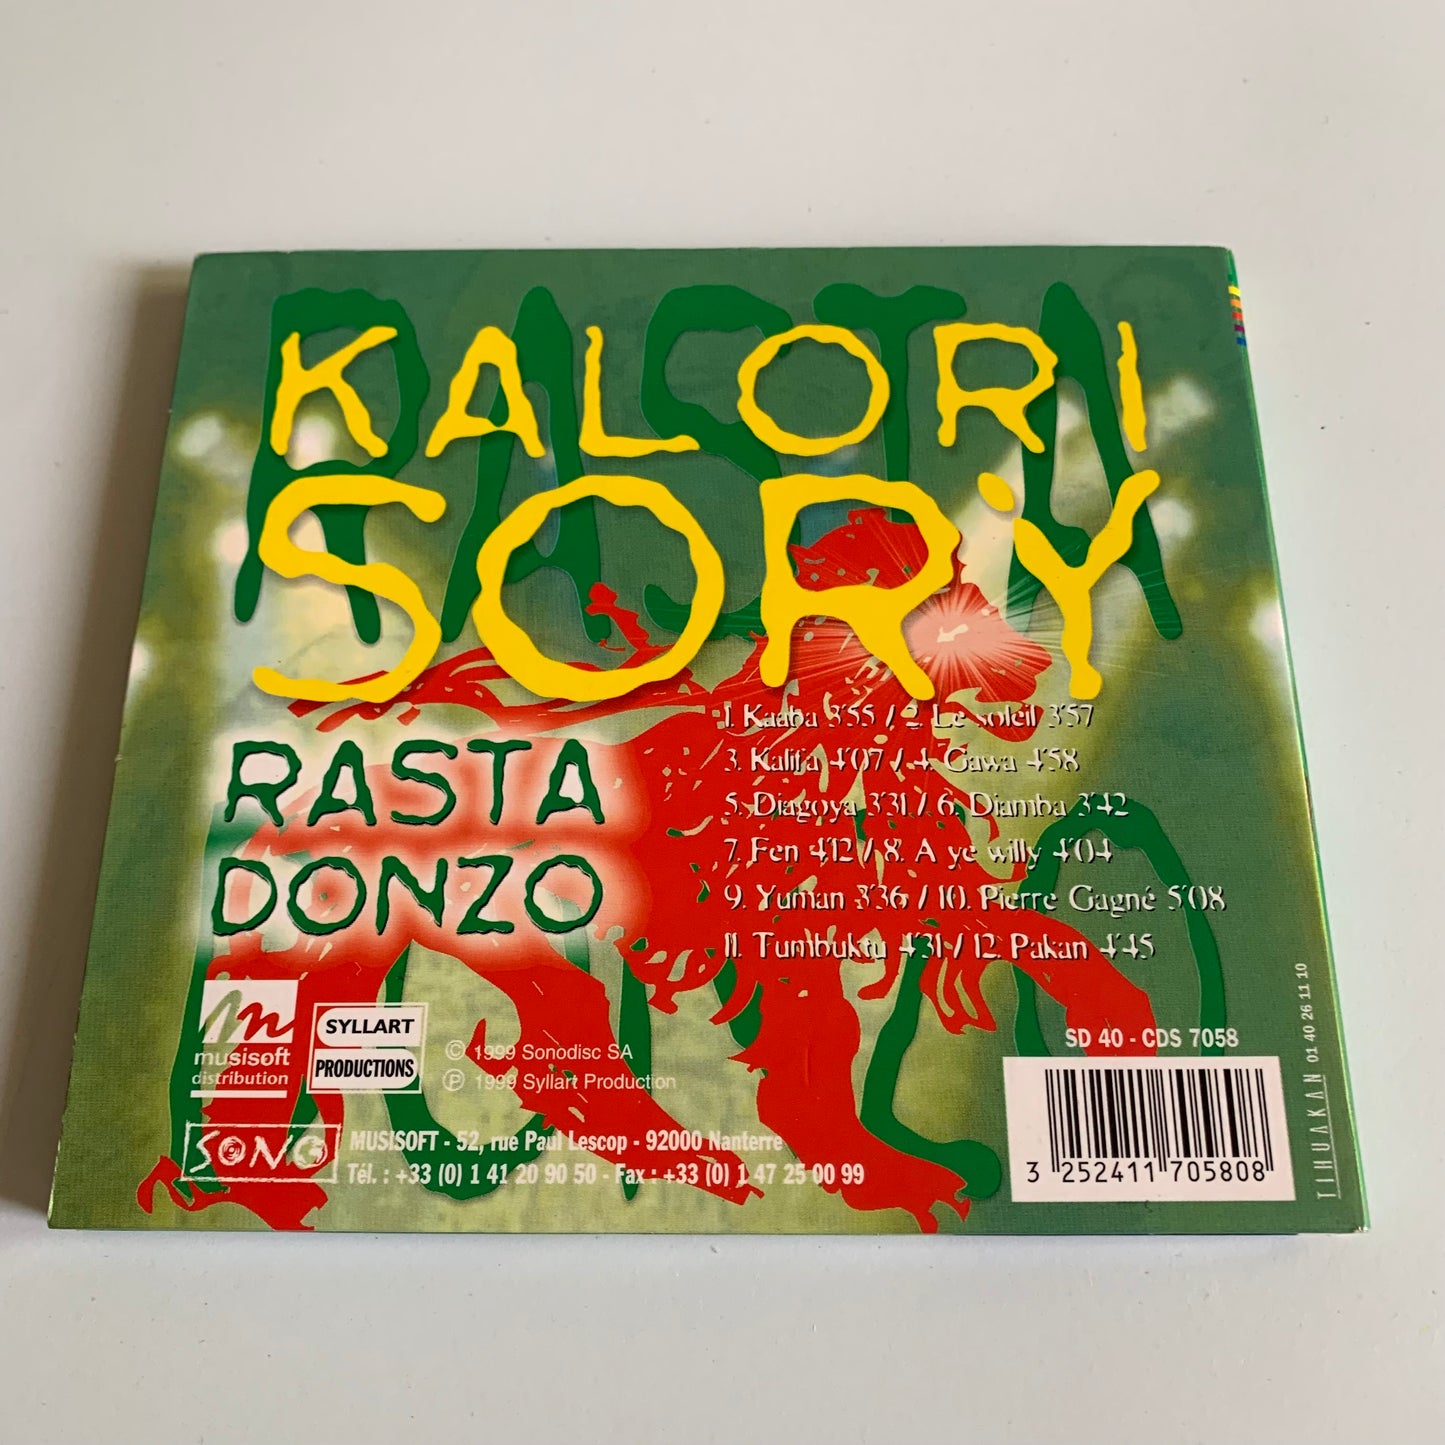 KALORI
SORY
RASTA
DONZO
1. Kaaba 3'55 / 2. Le soleil 3'57
3. Kalifa 4'07 / 4. Gawa 4'58
5. Diagoya 3'31 / 6. Diamba 3'42
7. Fen 4'12 / 8. A ye willy 4'04
9. Yuman 3'36 / 10. Pierre Gagné 5'08
11. Tumbuktu 4'31 / 12. Pakan 4'45
musisoft
distribution
SYLLART
PRODUCTIONS
© 1999 Sonodisc SA
℗ 1999 Syllart Production
SONO
MUSISOFT - 52, rue Paul Lescop - 92000 Nanterre
Tél. : +33 (0) 1 41 20 90 50 - Fax : +33 (0) 1 47 25 00 99
SD 40 - CDS 7058
3 252411 705808
TIHUAKAN 01 40 26 11 10
RASTA